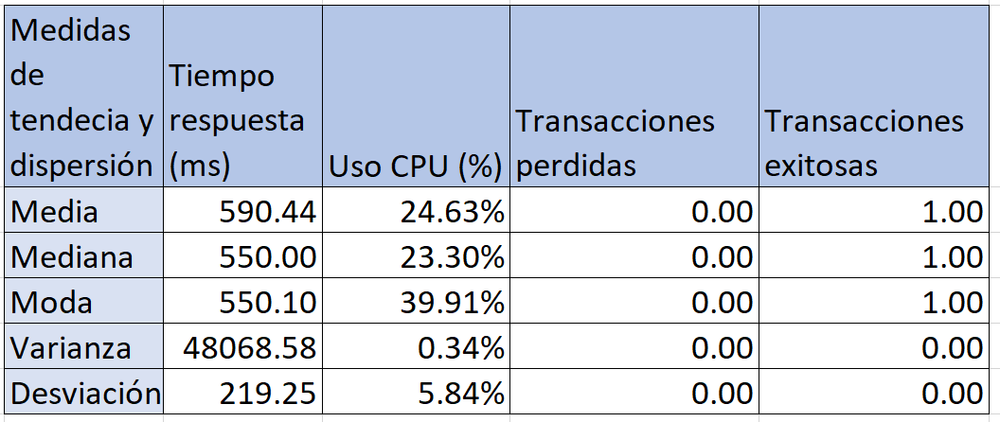 Medidas de tendecia y dispersión Tiempo respuesta (ms) Uso CPU (%) Transacciones perdidas Transacciones exitosas
Media 590.44 24.63% 0.00 1.00
Mediana 550.00 23.30% 0.00 1.00
Moda 550.10 39.91% 0.00 1.00
Varianza 48068.58 0.34% 0.00 0.00
Desviación 219.25 5.84% 0.00 0.00